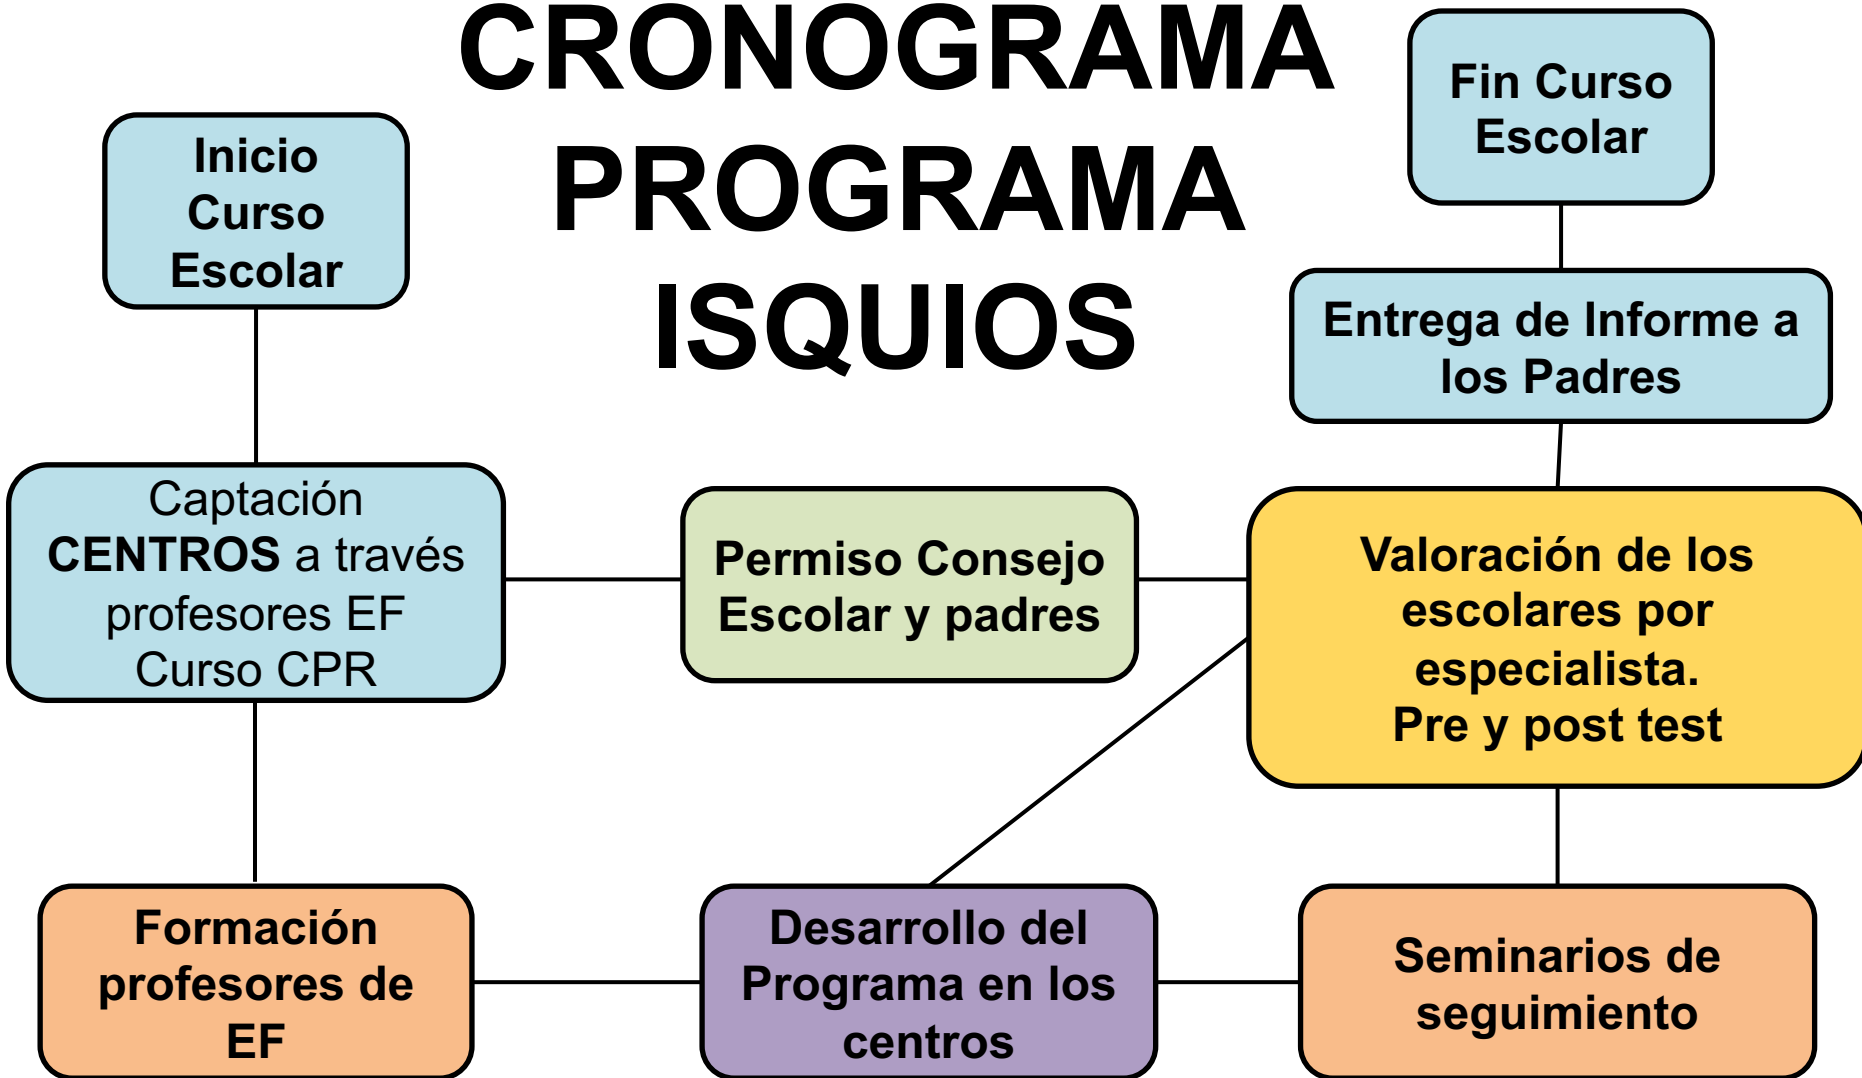 CRONOGRAMA
PROGRAMA
ISQUIOS
Inicio
Curso
Escolar
Fin Curso
Escolar
Entrega de Informe a
los Padres
Captación
CENTROS a través
profesores EF
Curso CPR
Permiso Consejo
Escolar y padres
Valoración de los
escolares por
especialista.
Pre y post test
Formación
profesores de
EF
Desarrollo del
Programa en los
centros
Seminarios de
seguimiento